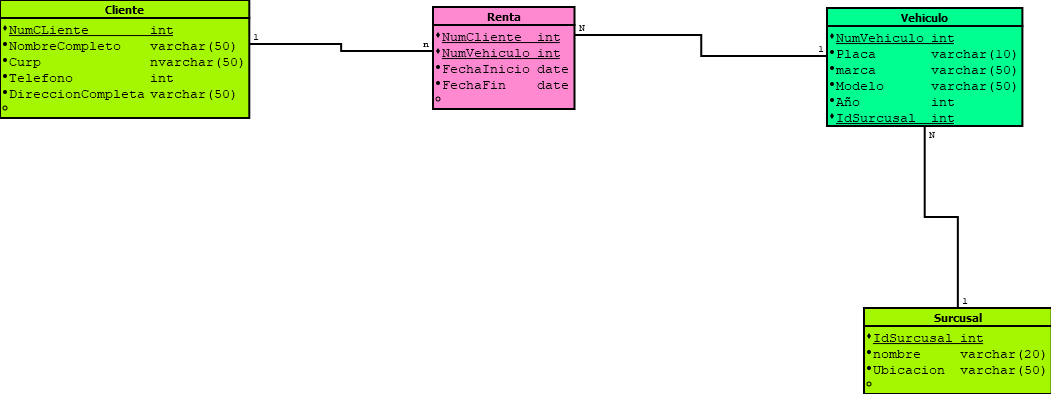 Cliente
NumCLiente int
NombreCompleto varchar(50)
Curp nvarchar(50)
Telefono int
DireccionCompleta varchar(50)
1
n
Renta
NumCliente int
NumVehiculo int
FechaInicio date
FechaFin date
N
1
Vehiculo
NumVehiculo int
Placa varchar(10)
marca varchar(50)
Modelo varchar(50)
Año int
IdSurcusal int
N
1
Surcusal
IdSurcusal int
nombre varchar(20)
Ubicacion varchar(50)